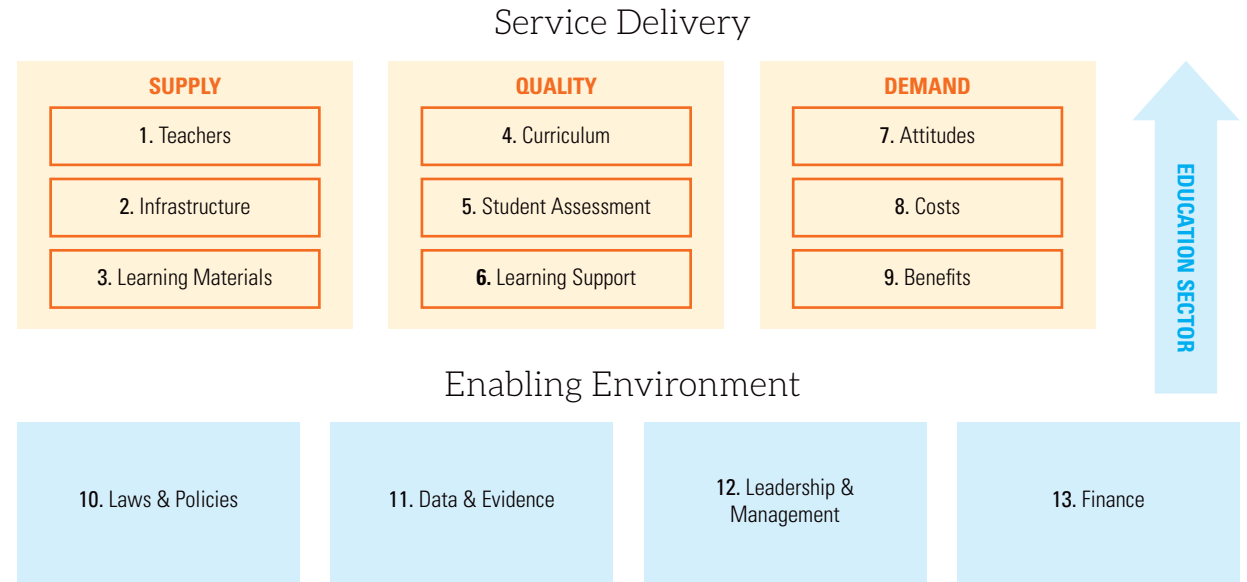 Service Delivery
SUPPLY
1. Teachers
2. Infrastructure
3. Learning Materials
QUALITY
4. Curriculum
5. Student Assessment
6. Learning Support
DEMAND
7. Attitudes
8. Costs
9. Benefits
EDUCATION SECTOR
Enabling Environment
10. Laws & Policies
11. Data & Evidence
12. Leadership &
Management
13. Finance